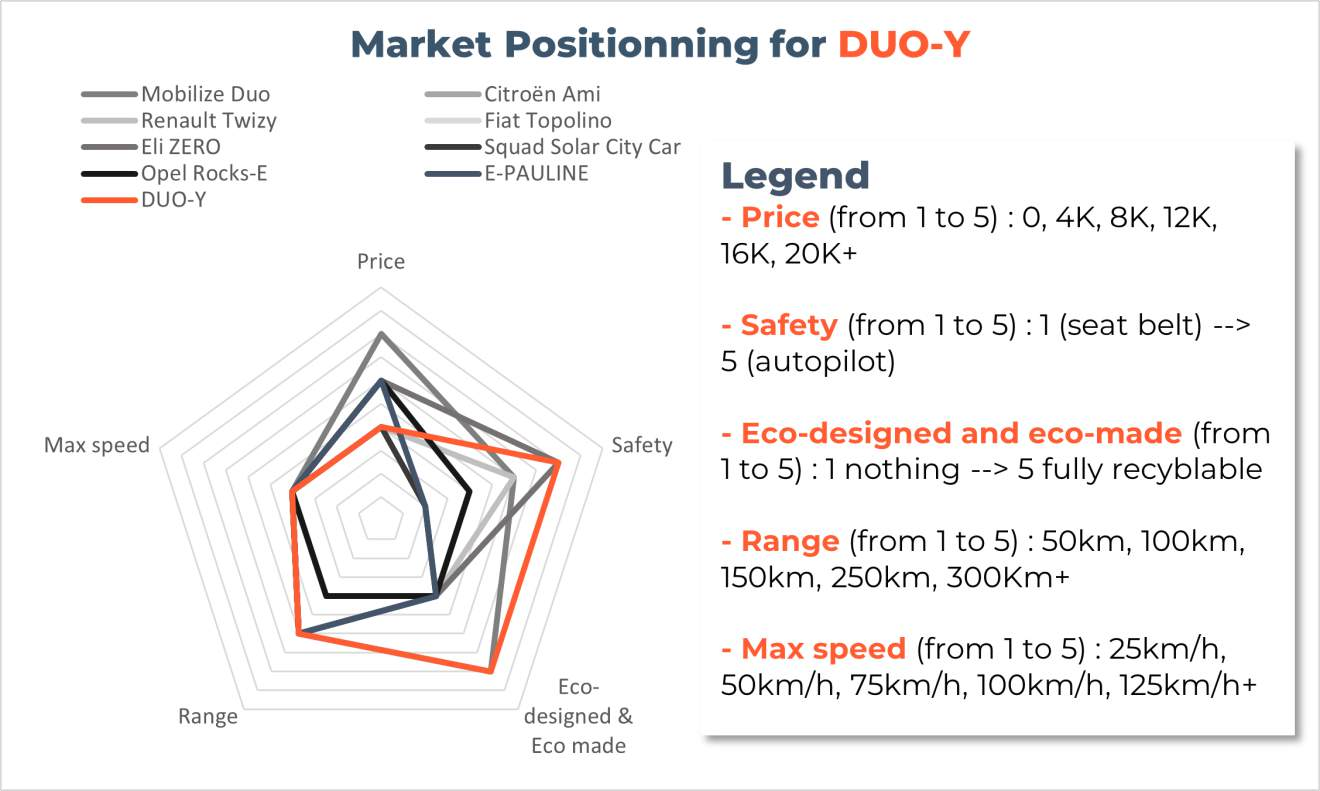 Market Positionning for DUO-Y
Mobilize Duo
Citroën Ami
Renault Twizy
Fiat Topolino
Eli ZERO
Squad Solar City Car
Opel Rocks-E
E-PAULINE
DUO-Y
Legend
- Price (from 1 to 5) : 0, 4K, 8K, 12K,
16K, 20K+
- Safety (from 1 to 5) : 1 (seat belt) -->
5 (autopilot)
- Eco-designed and eco-made (from
1 to 5) : 1 nothing --> 5 fully recyblable
- Range (from 1 to 5) : 50km, 100km,
150km, 250km, 300Km+
- Max speed (from 1 to 5) : 25km/h,
50km/h, 75km/h, 100km/h, 125km/h+
Price
Max speed
Safety
Range
Eco-
designed &
Eco made